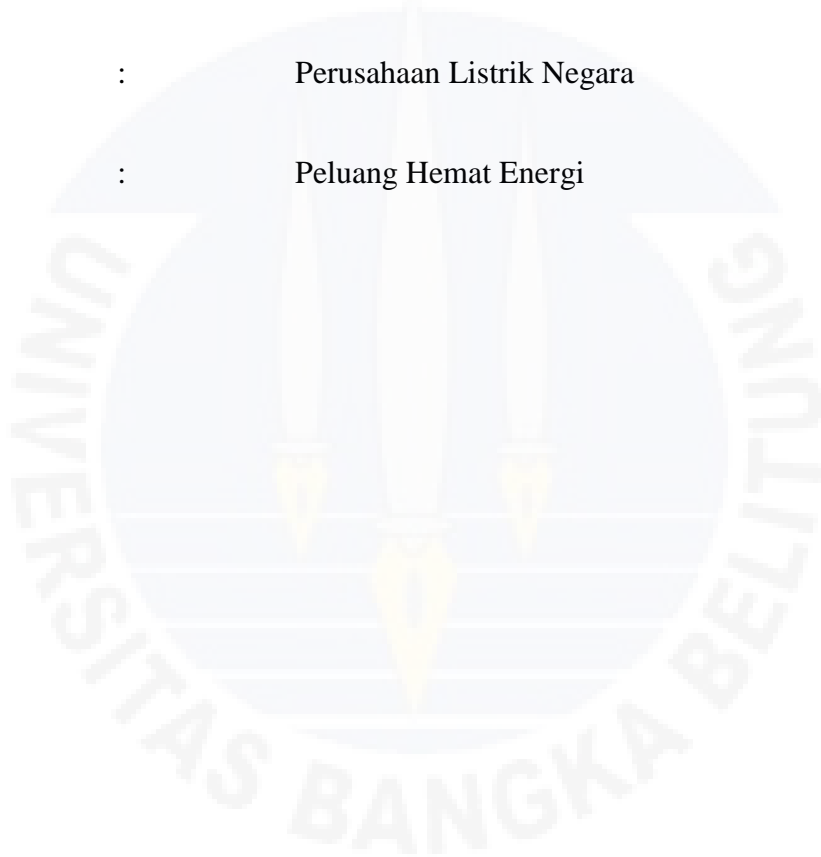 : Perusahaan Listrik Negara
: Peluang Hemat Energi
UNIVERSITAS BANGKA BELITUNG